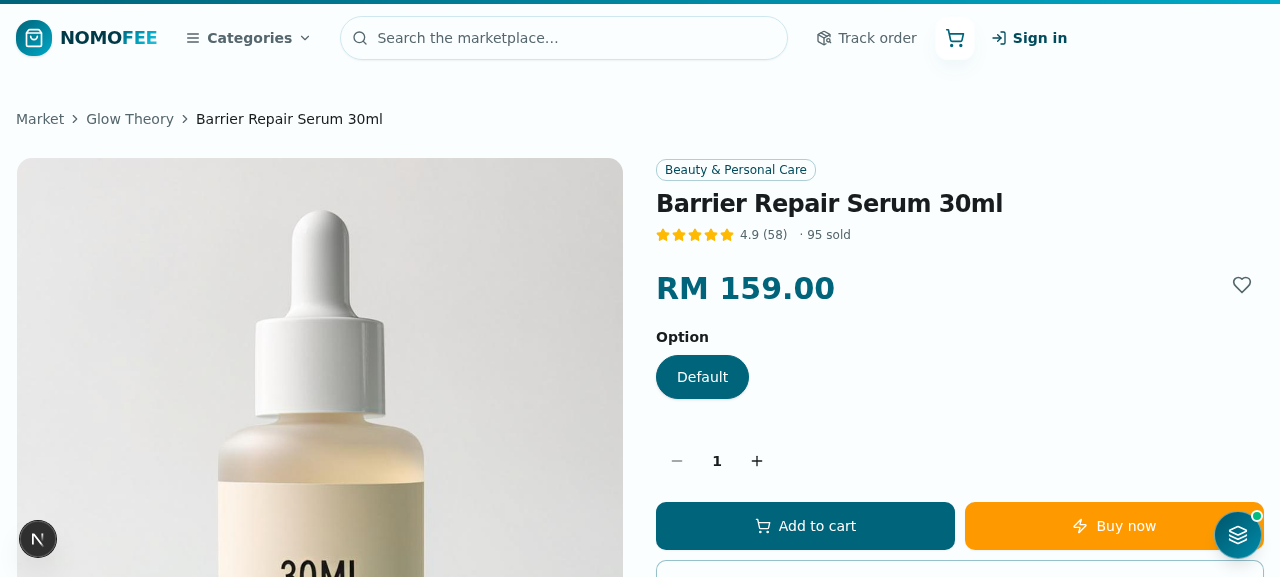 NOMOFEE
Categories
Search the marketplace...
Track order
Sign in
Market > Glow Theory > Barrier Repair Serum 30ml
Beauty & Personal Care
Barrier Repair Serum 30ml
4.9 (58) · 95 sold
RM 159.00
Option
Default
1
Add to cart
Buy now
30ML
N